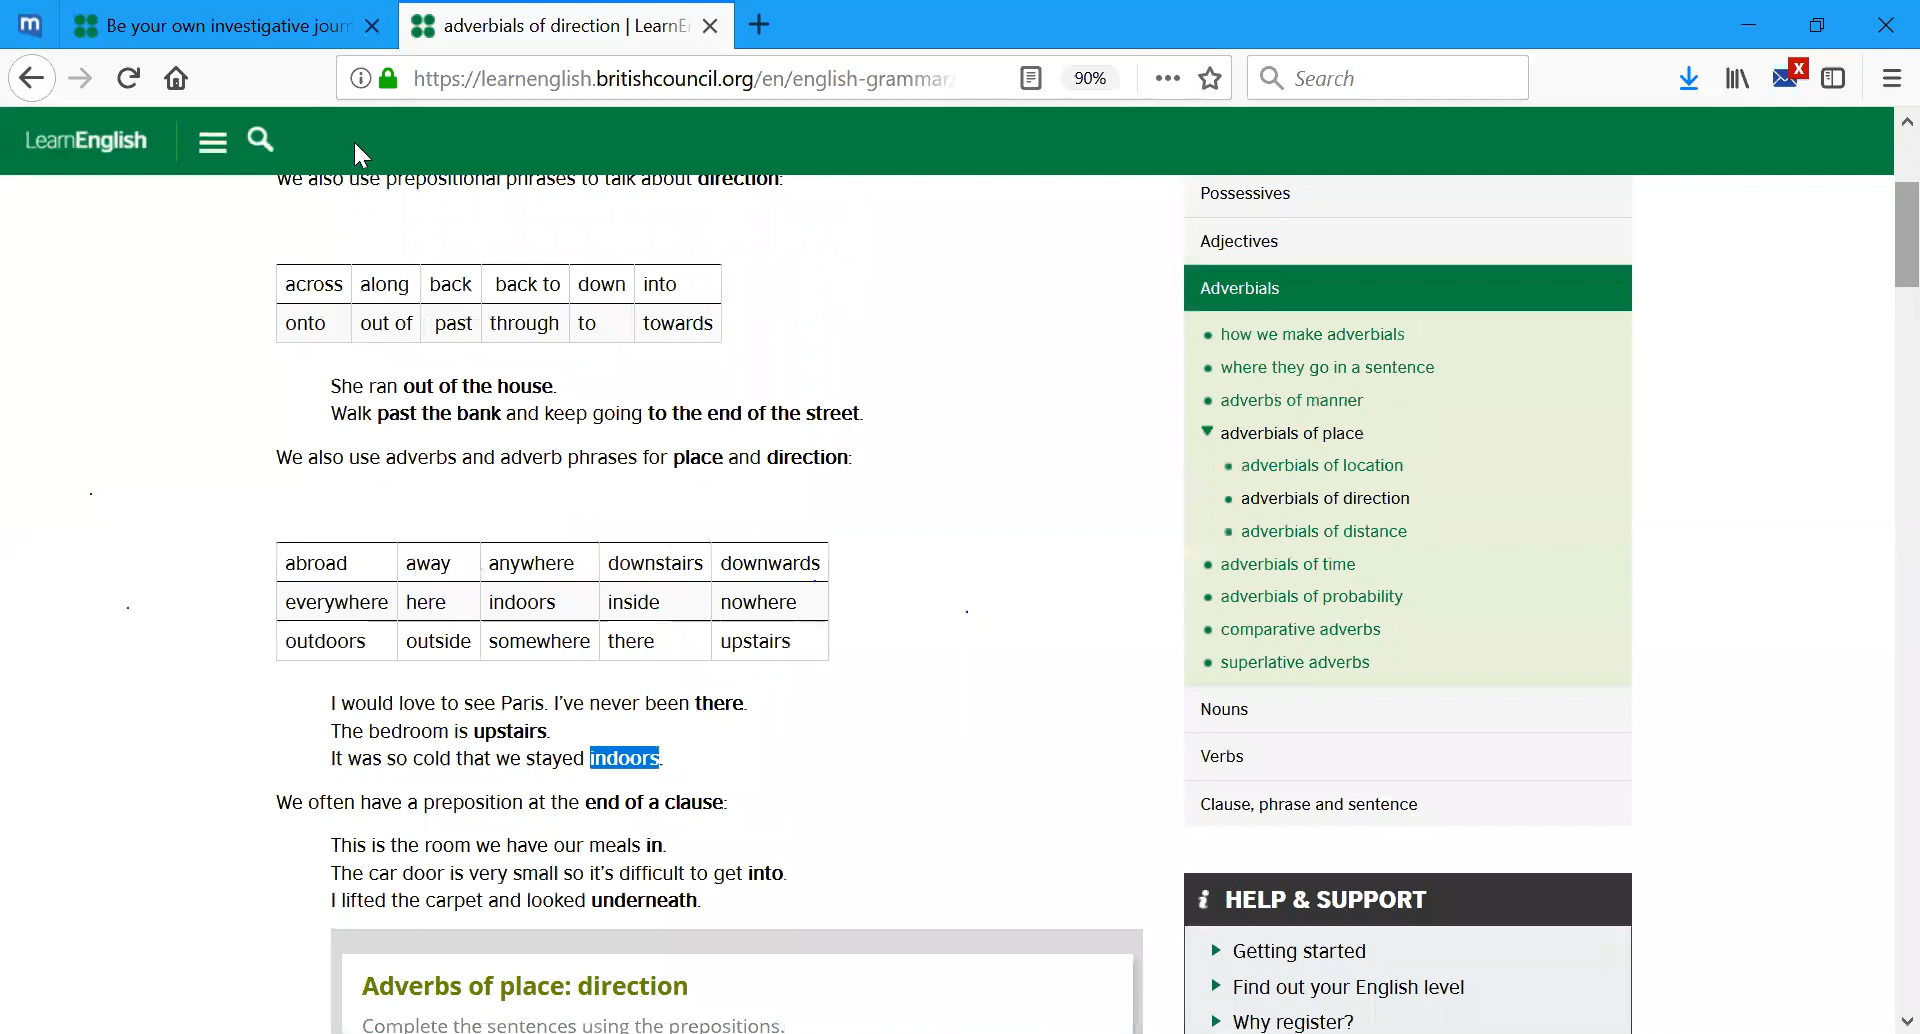 Be your own investigative jour
adverbials of direction | LearnE
https://learnenglish.britishcouncil.org/en/english-grammar/
90%
Search
X
LearnEnglish
We also use prepositional phrases to talk about direction:
across along back back to down into
onto out of past through to towards
She ran out of the house.
Walk past the bank and keep going to the end of the street.
We also use adverbs and adverb phrases for place and direction:
abroad away anywhere downstairs downwards
everywhere here indoors inside nowhere
outdoors outside somewhere there upstairs
I would love to see Paris. I've never been there.
The bedroom is upstairs.
It was so cold that we stayed indoors.
We often have a preposition at the end of a clause:
This is the room we have our meals in.
The car door is very small so it's difficult to get into.
I lifted the carpet and looked underneath.
Adverbs of place: direction
Complete the sentences using the prepositions.
Possessives
Adjectives
Adverbials
how we make adverbials
where they go in a sentence
adverbs of manner
adverbials of place
adverbials of location
adverbials of direction
adverbials of distance
adverbials of time
adverbials of probability
comparative adverbs
superlative adverbs
Nouns
Verbs
Clause, phrase and sentence
HELP & SUPPORT
Getting started
Find out your English level
Why register?